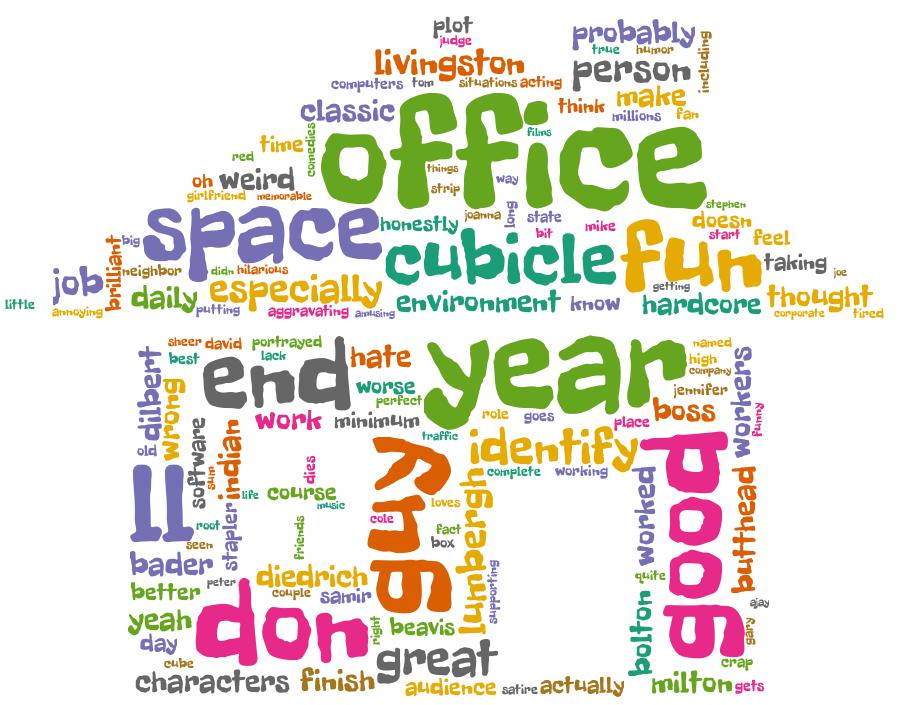 plot
judge
probably
true humor
including
livingston
person
computers tom situations acting
make
classic
think
millions fan
office
films
comedies
time
red
things
oh weird
strip way
girlfriend memorable
stephen
space
honestly
joanna
long
state
doesn
bit mike
start feel
big
brilliant
cubicle
fun
taking
neighbor didn hilarious
joe
job
daily
especially
getting
environment know
hardcore
thought
little
annoying
putting aggravating amusing
corporate tired
sheer david portrayed
best lack
hate
end
year
named
high
company
dilbert
wrong
worse
perfect
jennifer
workers
work minimum
role goes
place
boss
funny
old
traffic
identify
software
sum
indian
dies
guy
complete working
good
ll
life course
music
loves
lumbergh
worked
butthead
root
stapler
cole
fact
box
friends
seen
bader
peter
diedrich
supporting
quite
better
couple samir
bolton
ajay
yeah
don
right
beavis
gary
day
cube
great
crap
characters finish
audience satire actually
milton gets